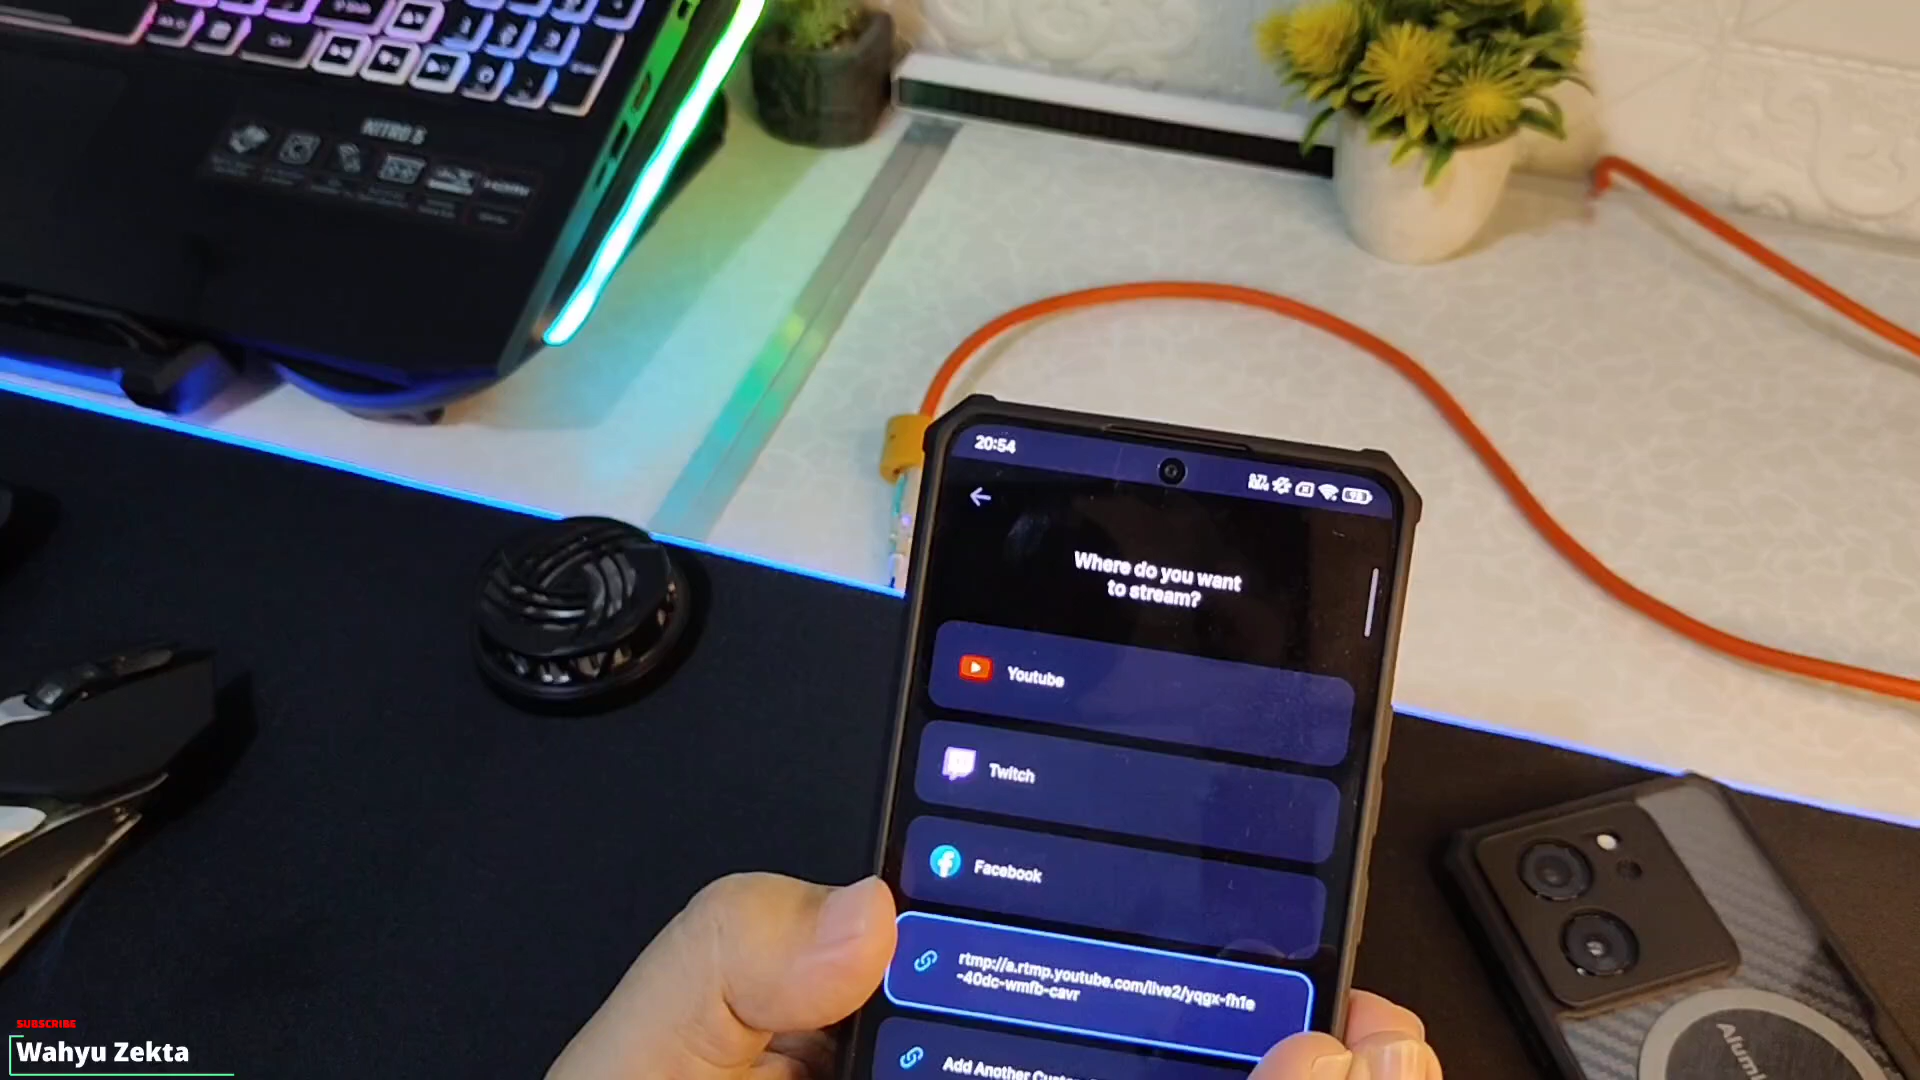 NITRO 5
20:54
Where do you want
to stream?
Youtube
Twitch
Facebook
rtmp://a.rtmp.youtube.com/live2/yqgx-fh1e
-40dc-wmfb-cavr
Add Another
SUBSCRIBE
Wahyu Zekta